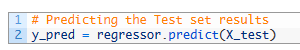 1 # Predicting the Test set results
2 y_pred = regressor.predict(X_test)